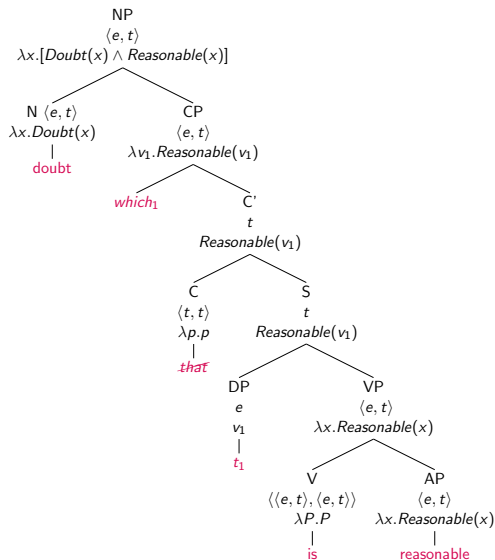 NP
⟨e, t⟩
λx.[Doubt(x) ∧ Reasonable(x)]
N ⟨e, t⟩
λx.Doubt(x)
doubt
CP
⟨e, t⟩
λv₁.Reasonable(v₁)
which₁
C'
t
Reasonable(v₁)
C
⟨t, t⟩
λp.p
that
S
t
Reasonable(v₁)
DP
e
v₁
t₁
VP
⟨e, t⟩
λx.Reasonable(x)
V
⟨⟨e, t⟩, ⟨e, t⟩⟩
λP.P
is
AP
⟨e, t⟩
λx.Reasonable(x)
reasonable